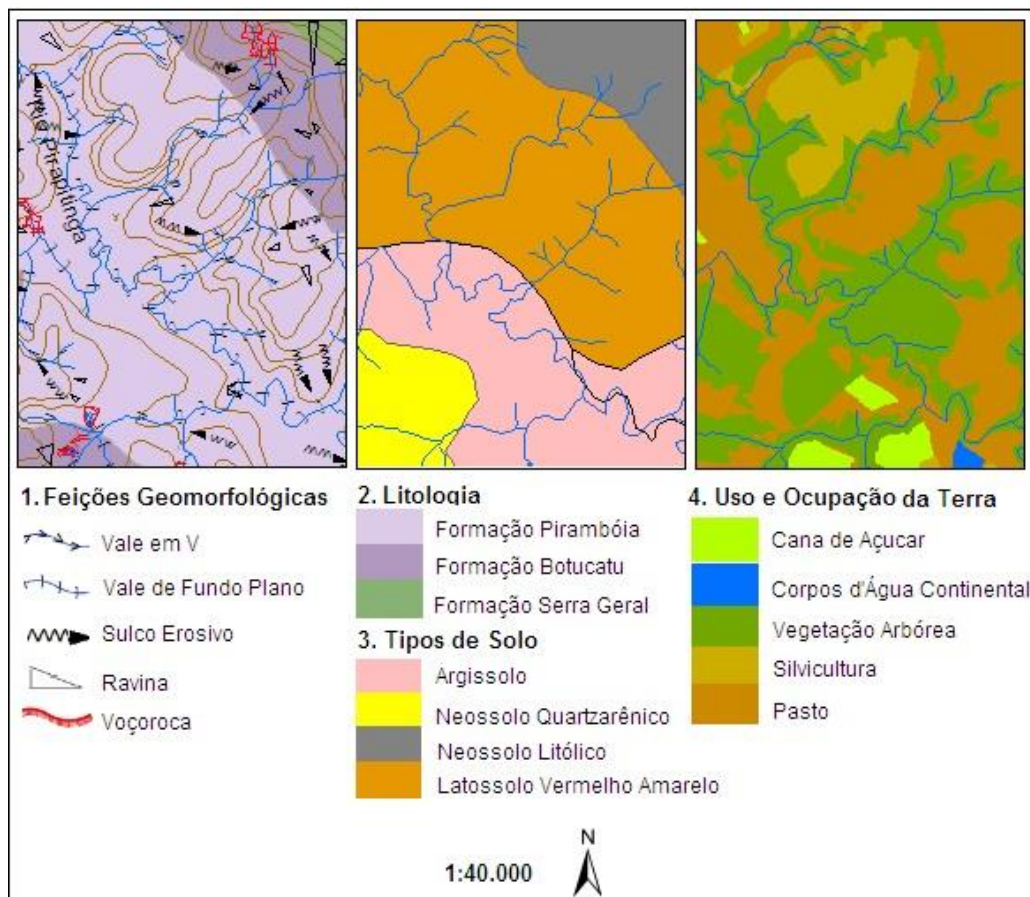 Rio Pirapitinga
1. Feições Geomorfológicas
Vale em V
Vale de Fundo Plano
Sulco Erosivo
Ravina
Voçoroca
2. Litologia
Formação Pirambóia
Formação Botucatu
Formação Serra Geral
3. Tipos de Solo
Argissolo
Neossolo Quartzarênico
Neossolo Litólico
Latossolo Vermelho Amarelo
4. Uso e Ocupação da Terra
Cana de Açucar
Corpos d'Água Continental
Vegetação Arbórea
Silvicultura
Pasto
1:40.000
N